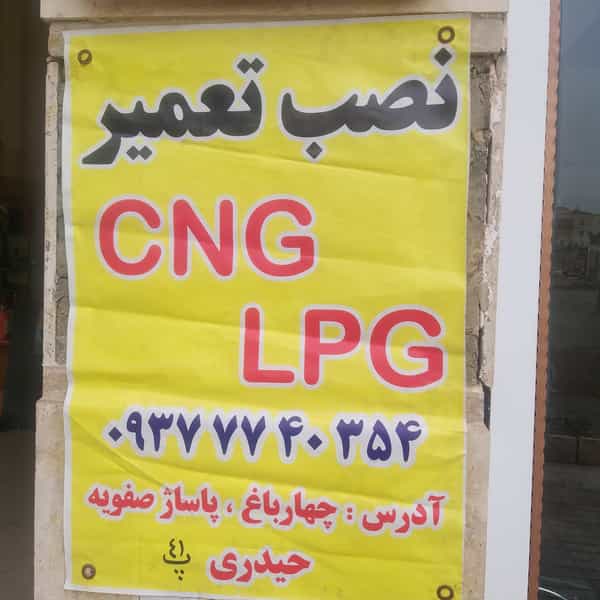 نصب تعمیر
CNG
LPG
۰۹۳۷ ۷۷ ۴۰ ۳۵۴
آدرس : چهارباغ ، پاساژ صفویه
حیدری پ ۴۱